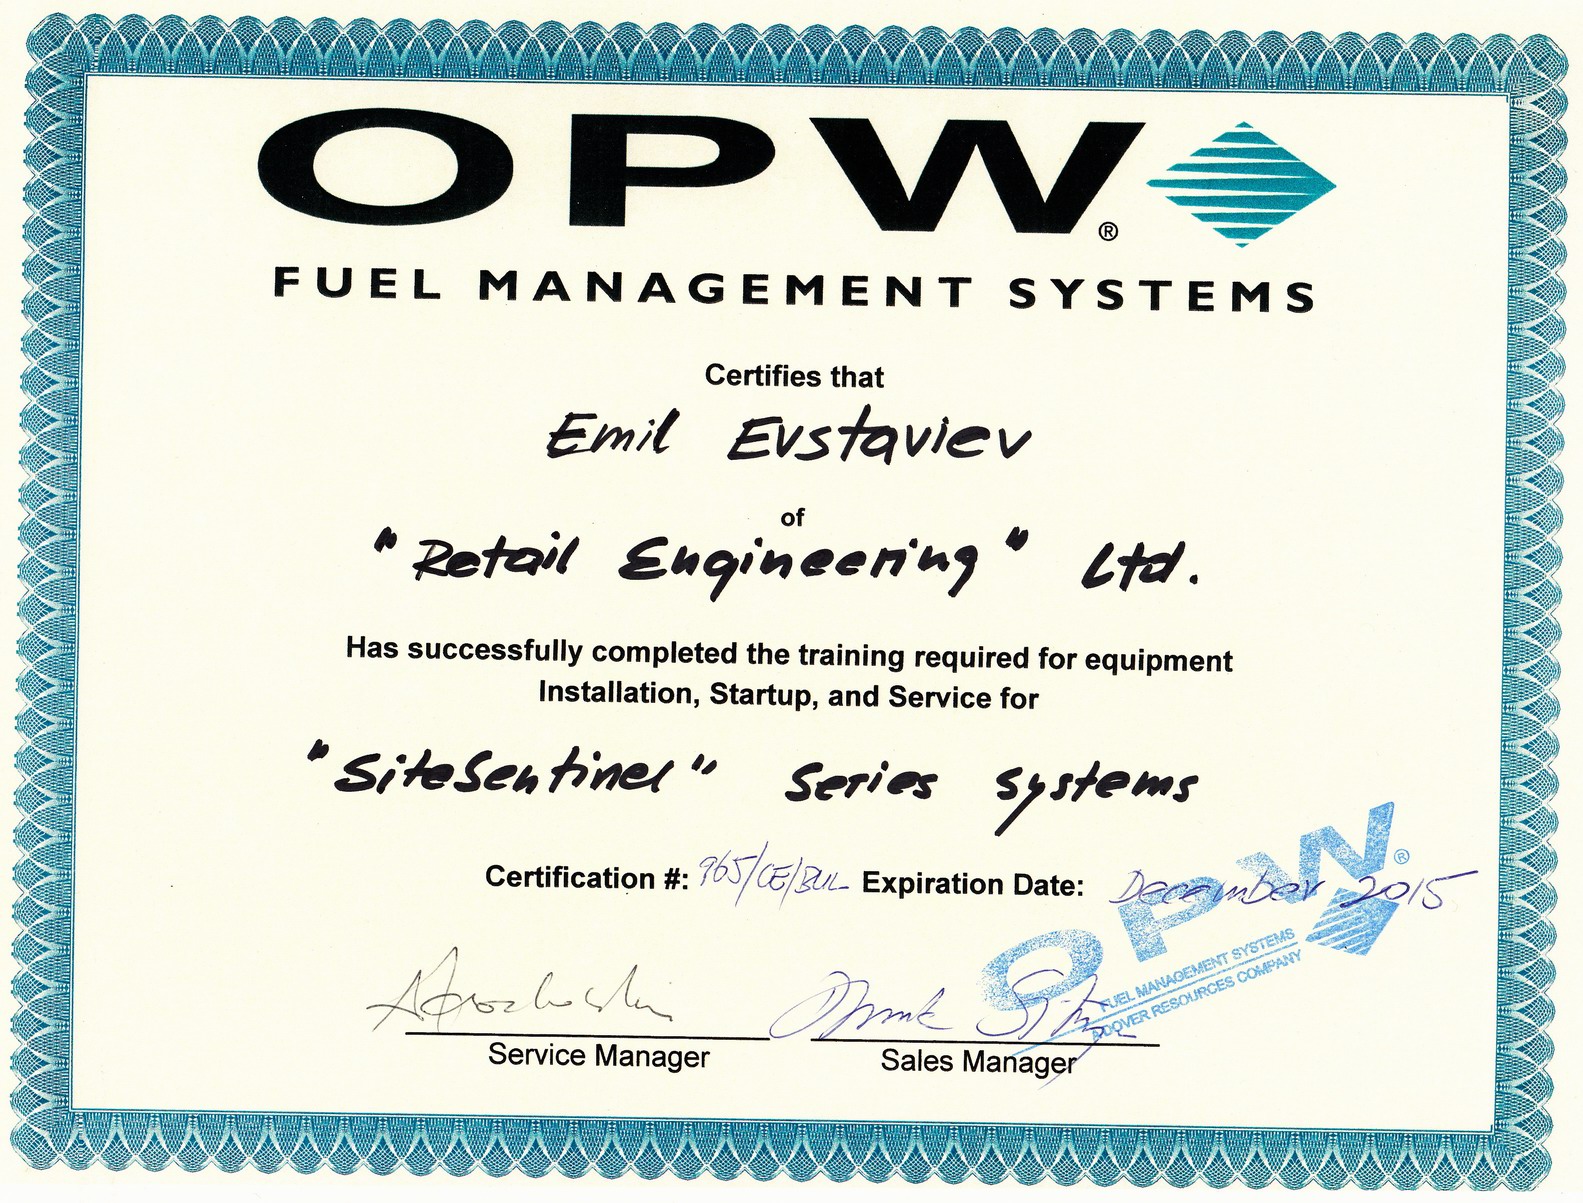 OPW®
FUEL MANAGEMENT SYSTEMS
Certifies that
Emil Evstaviev
of
"Retail Engineering" Ltd.
Has successfully completed the training required for equipment
Installation, Startup, and Service for
"SiteSentinel" Series systems
Certification #: 965/CE/BUL Expiration Date: December 2015
OPW®
FUEL MANAGEMENT SYSTEMS
A DOVER RESOURCES COMPANY
Service Manager
Sales Manager